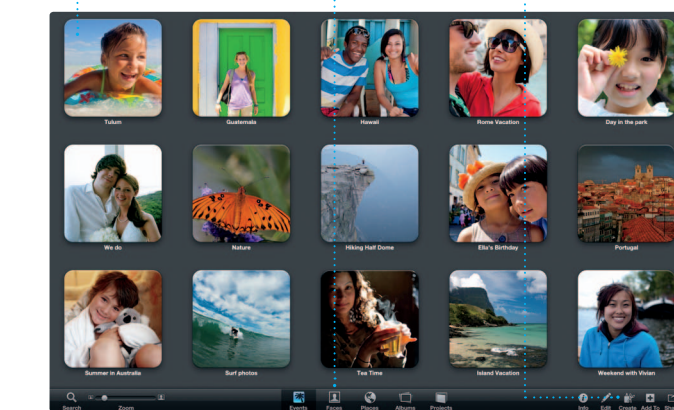 Tulum
Guatemala
Hawaii
Rome Vacation
Day in the park
We do
Nature
Hiking Half Dome
Ella's Birthday
Portugal
Summer in Australia
Surf photos
Tea Time
Island Vacation
Weekend with Vivian
Search Zoom Events Faces Places Albums Projects Info Edit Create Add To